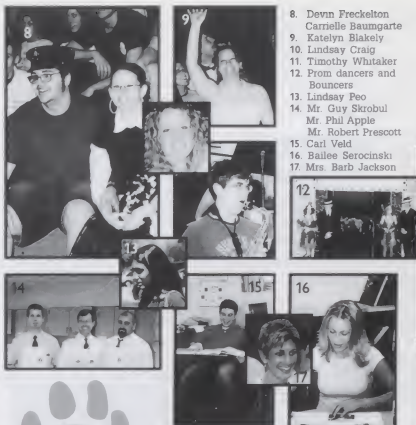 8. Devin Freckelton
Carrielle Baumgarte
9. Katelyn Blakely
10. Lindsay Craig
11. Timothy Whitaker
12. Prom dancers and
Bouncers
13. Lindsay Peo
14. Mr. Guy Skrobul
Mr. Phil Apple
Mr. Robert Prescott
15. Carl Veld
16. Bailee Serocinski
17. Mrs. Barb Jackson
8
9
12
13
14
15
16
17